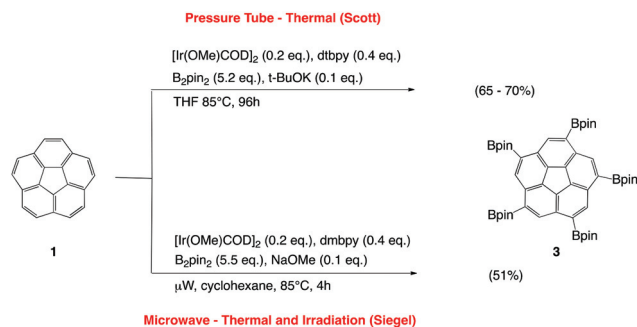 Pressure Tube - Thermal (Scott)
[Ir(OMe)COD]2 (0.2 eq.), dtbpy (0.4 eq.)
B2pin2 (5.2 eq.), t-BuOK (0.1 eq.)
THF 85°C, 96h
(65 - 70%)
Bpin
Bpin
Bpin
Bpin
Bpin
1
3
[Ir(OMe)COD]2 (0.2 eq.), dmbpy (0.4 eq.)
B2pin2 (5.5 eq.), NaOMe (0.1 eq.)
µW, cyclohexane, 85°C, 4h
(51%)
Microwave - Thermal and Irradiation (Siegel)